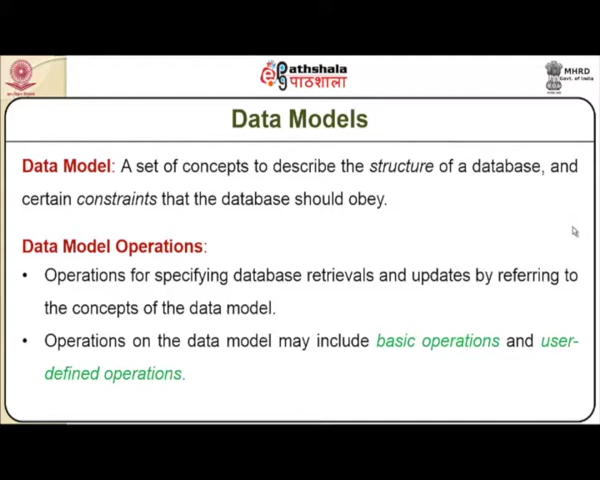 Pathshala
पाठशाला
MHRD
Govt. of India
Data Models
Data Model: A set of concepts to describe the structure of a database, and
certain constraints that the database should obey.
Data Model Operations:
• Operations for specifying database retrievals and updates by referring to
the concepts of the data model.
• Operations on the data model may include basic operations and user-
defined operations.